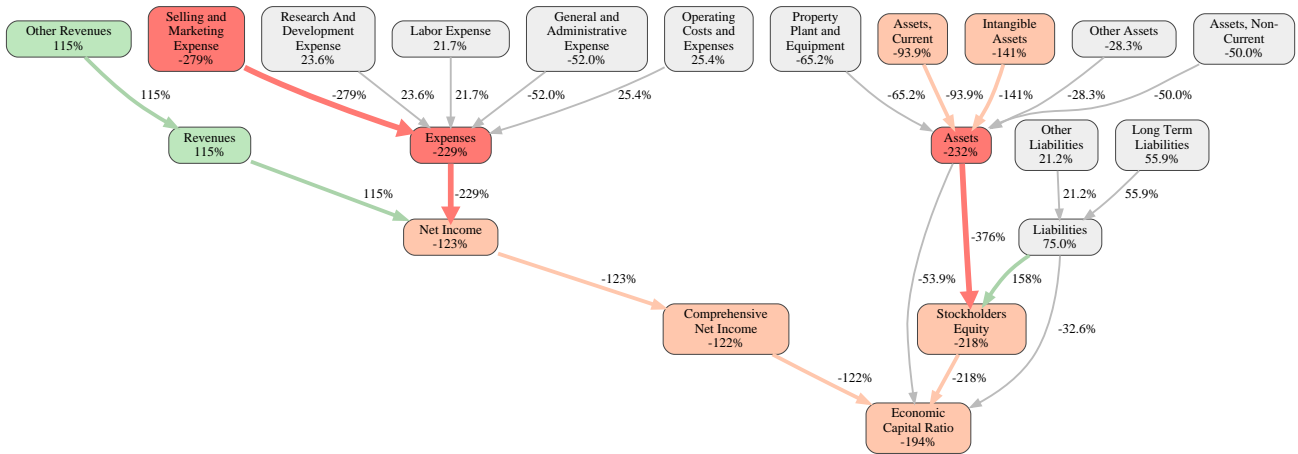 Other Revenues
115%
Selling and
Marketing
Expense
-279%
Research And
Development
Expense
23.6%
Labor Expense
21.7%
General and
Administrative
Expense
-52.0%
Operating
Costs and
Expenses
25.4%
Property
Plant and
Equipment
-65.2%
Assets,
Current
-93.9%
Intangible
Assets
-141%
Other Assets
-28.3%
Assets, Non-
Current
-50.0%
115%
-279%
23.6%
21.7%
-52.0%
25.4%
-65.2%
-93.9%
-141%
-28.3%
-50.0%
Revenues
115%
Expenses
-229%
Assets
-232%
Other
Liabilities
21.2%
Long Term
Liabilities
55.9%
115%
-229%
-376%
21.2%
55.9%
Net Income
-123%
Liabilities
75.0%
-123%
-53.9%
158%
-32.6%
Comprehensive
Net Income
-122%
Stockholders
Equity
-218%
-122%
-218%
Economic
Capital Ratio
-194%